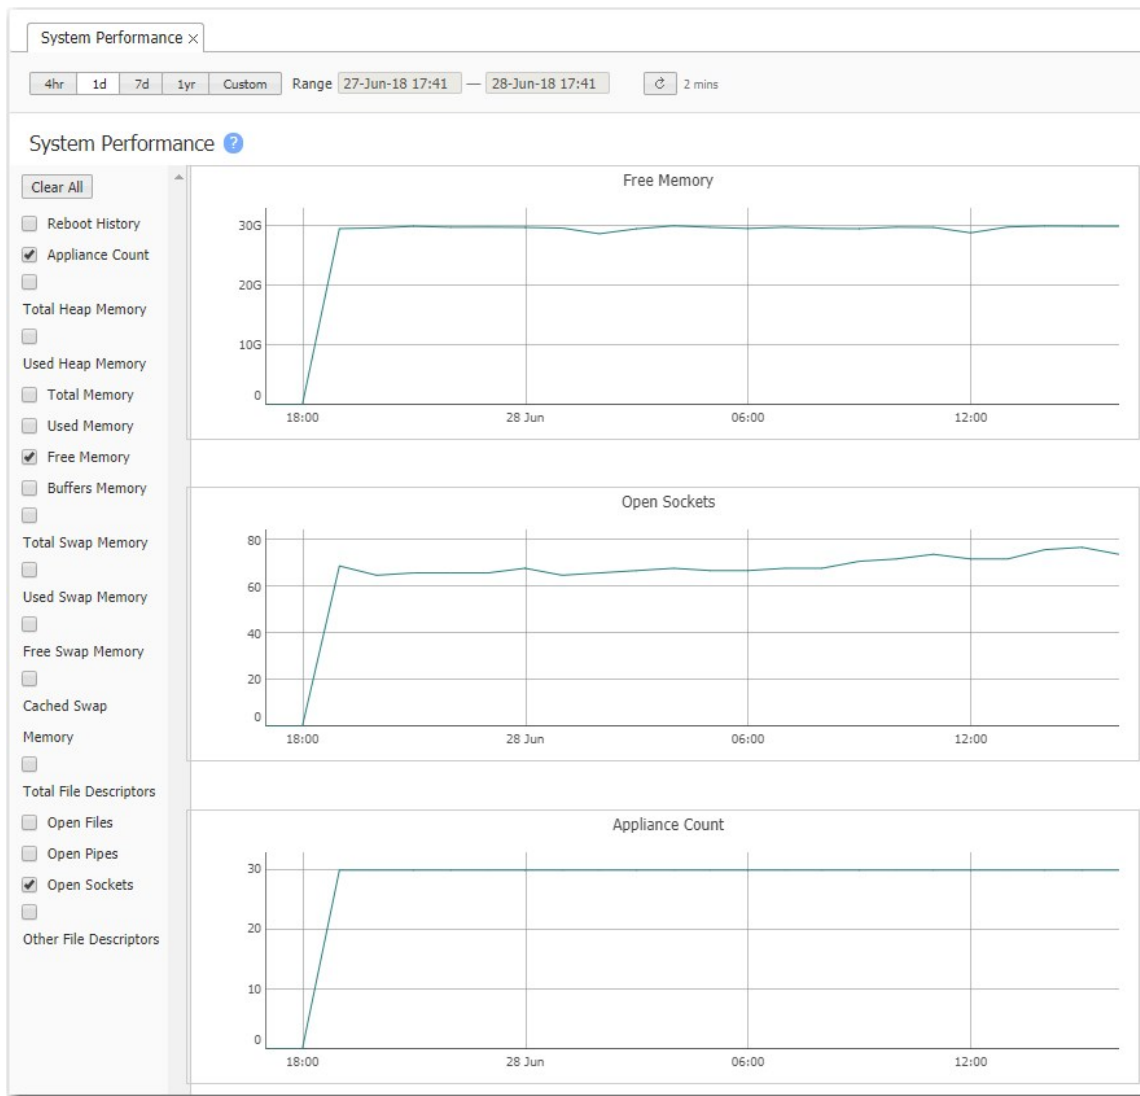 System Performance ×
4hr 1d 7d 1yr Custom Range 27-Jun-18 17:41 — 28-Jun-18 17:41 2 mins
System Performance ?
Clear All
Reboot History
Appliance Count
Total Heap Memory
Used Heap Memory
Total Memory
Used Memory
Free Memory
Buffers Memory
Total Swap Memory
Used Swap Memory
Free Swap Memory
Cached Swap
Memory
Total File Descriptors
Open Files
Open Pipes
Open Sockets
Other File Descriptors
Free Memory
30G
20G
10G
0
18:00 28 Jun 06:00 12:00
Open Sockets
80
60
40
20
0
18:00 28 Jun 06:00 12:00
Appliance Count
30
20
10
0
18:00 28 Jun 06:00 12:00